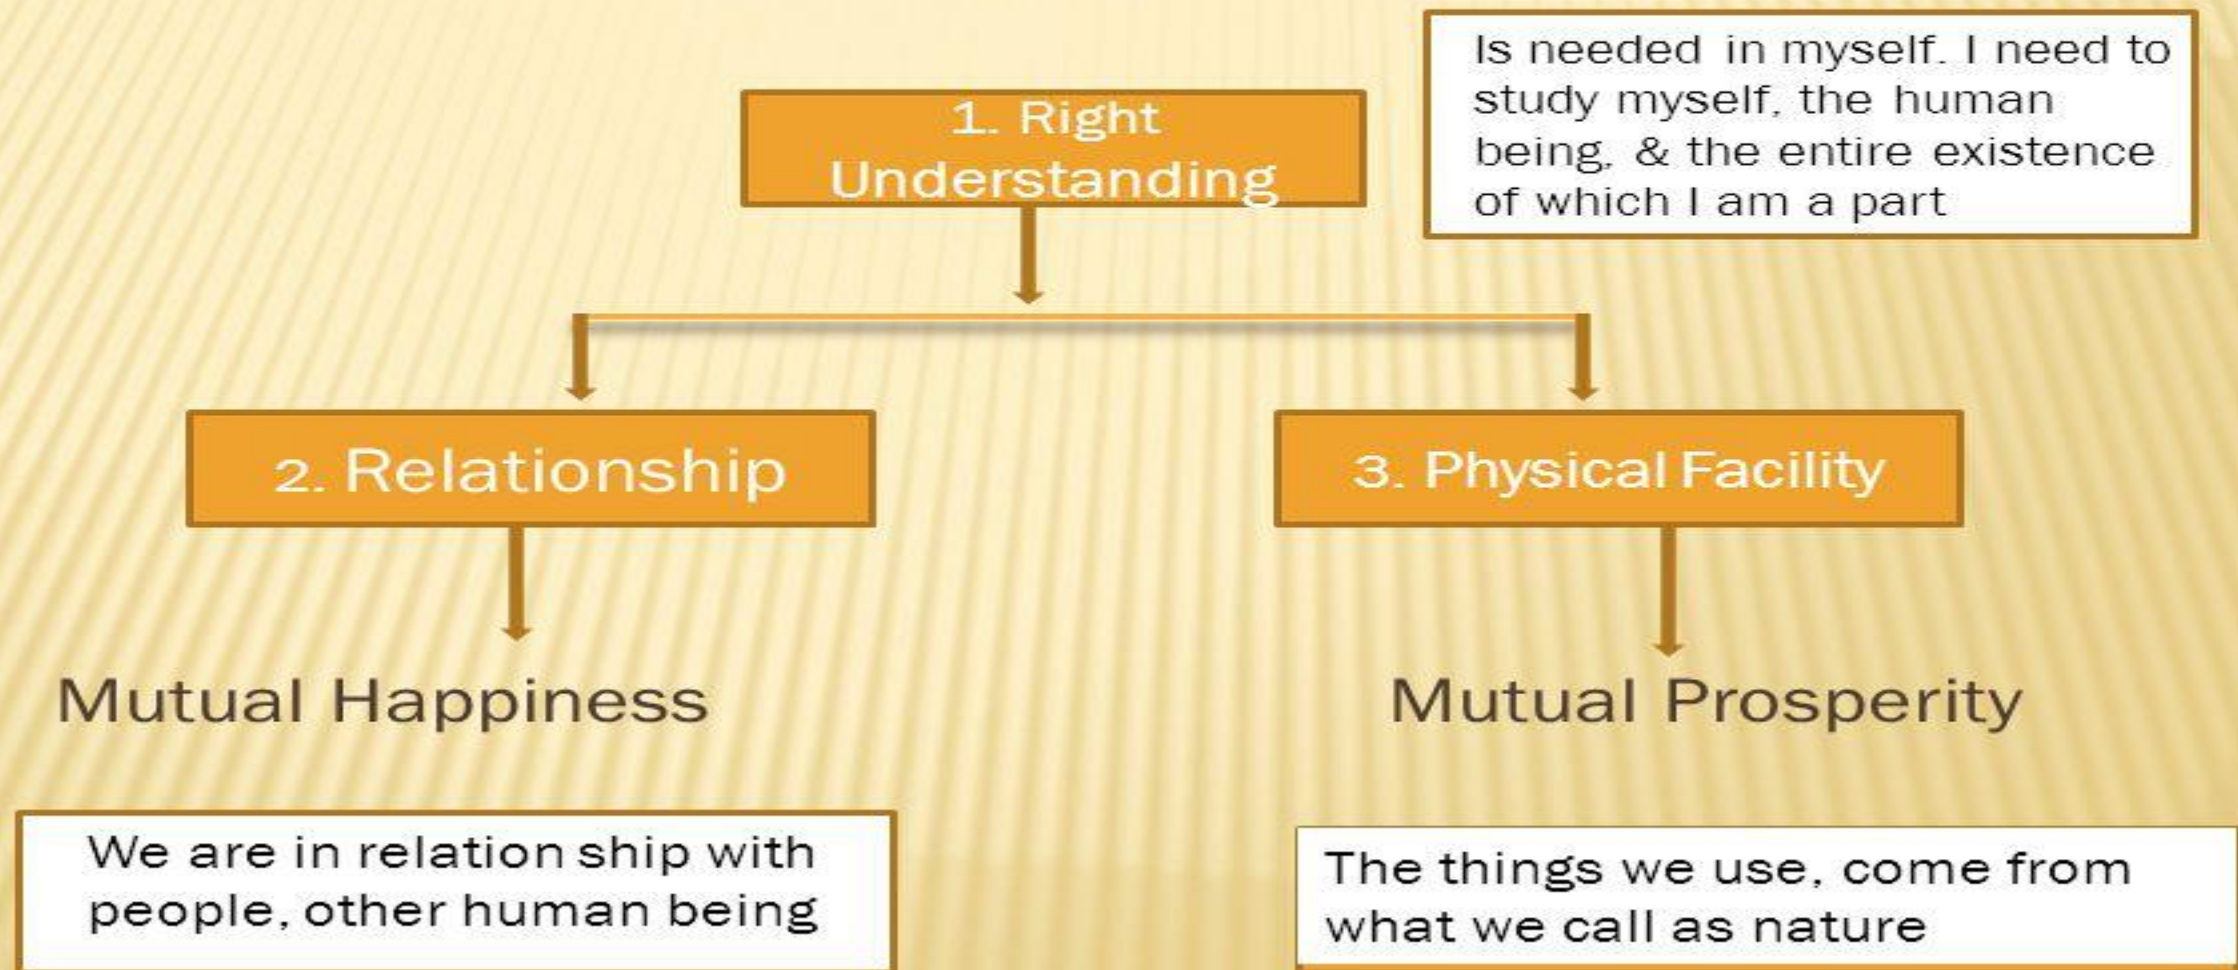 Is needed in myself. I need to
study myself, the human
being, & the entire existence
of which I am a part
1. Right
Understanding
2. Relationship
3. Physical Facility
Mutual Happiness
Mutual Prosperity
We are in relation ship with
people, other human being
The things we use, come from
what we call as nature